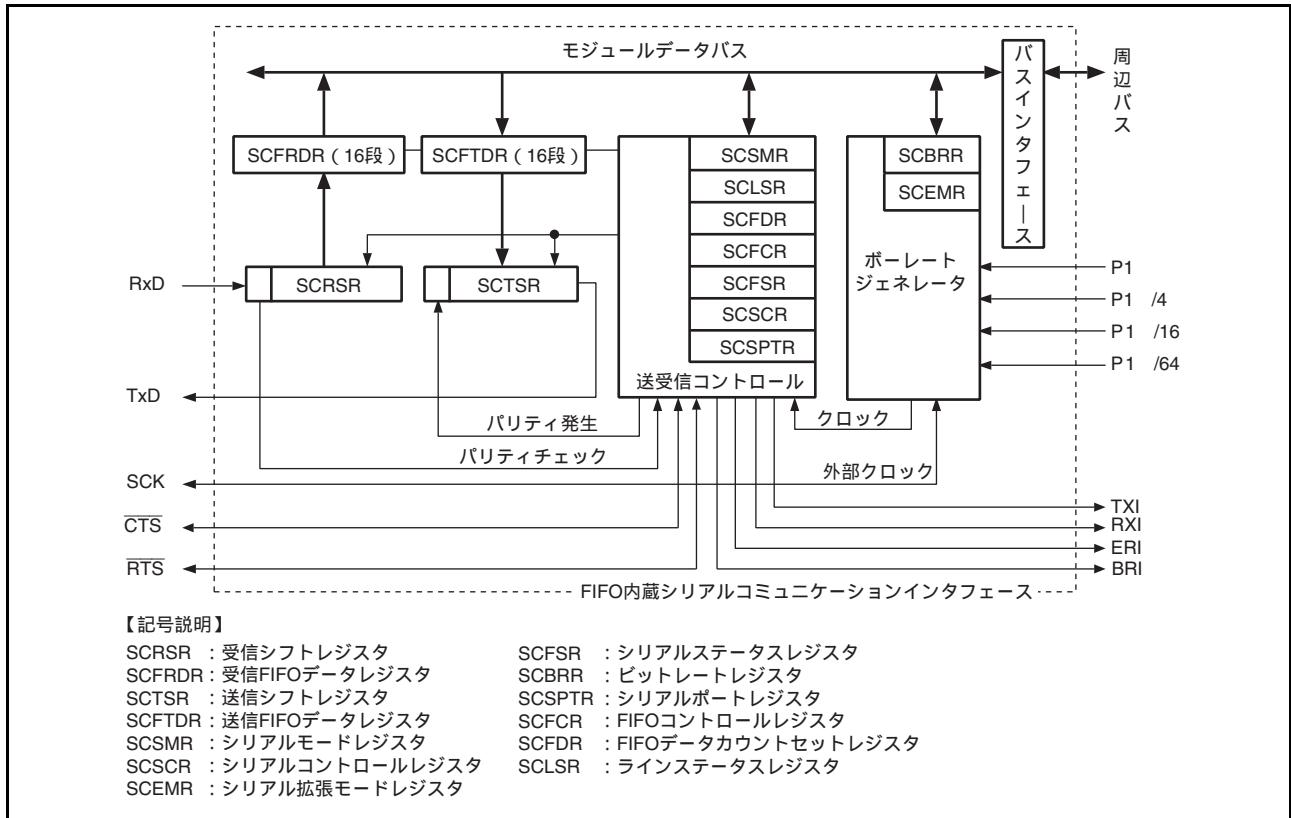 モジュールデータバス
バスインタフェース
周辺バス
SCFRDR(16段)
SCFTDR(16段)
SCSMR
SCLSR
SCFDR
SCFCR
SCFSR
SCSCR
SCSPTR
送受信コントロール
SCBRR
SCEMR
ボーレート
ジェネレータ
RxD
SCRSR
SCTSR
P1
P1 /4
P1 /16
P1 /64
TxD
パリティ発生
クロック
パリティチェック
外部クロック
SCK
CTS
RTS
TXI
RXI
ERI
BRI
FIFO内蔵シリアルコミュニケーションインタフェース
【記号説明】
SCRSR :受信シフトレジスタ
SCFRDR:受信FIFOデータレジスタ
SCTSR :送信シフトレジスタ
SCFTDR:送信FIFOデータレジスタ
SCSMR :シリアルモードレジスタ
SCSCR :シリアルコントロールレジスタ
SCEMR :シリアル拡張モードレジスタ
SCFSR :シリアルステータスレジスタ
SCBRR :ビットレートレジスタ
SCSPTR:シリアルポートレジスタ
SCFCR :FIFOコントロールレジスタ
SCFDR :FIFOデータカウントセットレジスタ
SCLSR :ラインステータスレジスタ